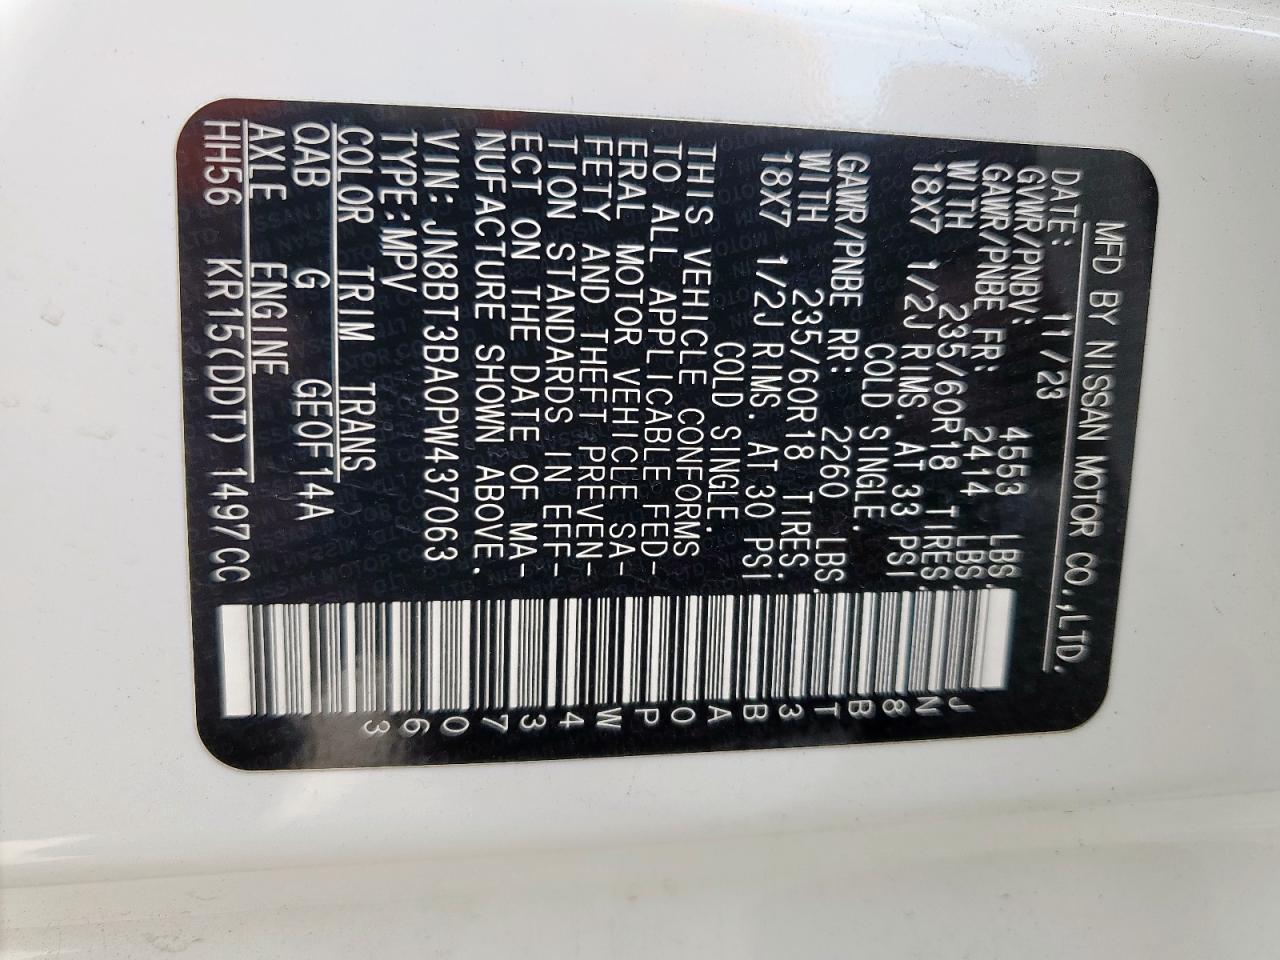 MFD BY NISSAN MOTOR CO.,LTD.
DATE: 11/23
GVWR/PNBV: 4553 LBS.
GAWR/PNBE FR: 2414 LBS.
WITH 235/60R18 TIRES.
18X7 1/2J RIMS. AT 33 PSI
COLD SINGLE.
GAWR/PNBE RR: 2260 LBS.
WITH 235/60R18 TIRES.
18X7 1/2J RIMS. AT 30 PSI
COLD SINGLE.
THIS VEHICLE CONFORMS
TO ALL APPLICABLE FED-
ERAL MOTOR VEHICLE SA-
FETY AND THEFT PREVEN-
TION STANDARDS IN EFF-
ECT ON THE DATE OF MA-
NUFACTURE SHOWN ABOVE.
VIN: JN8BT3BA0PW437063
TYPE:MPV
COLOR TRIM TRANS
QAB G GE0F14A
AXLE ENGINE
HH56 KR15(DDT) 1497CC
JN8BT3BA0PW437063